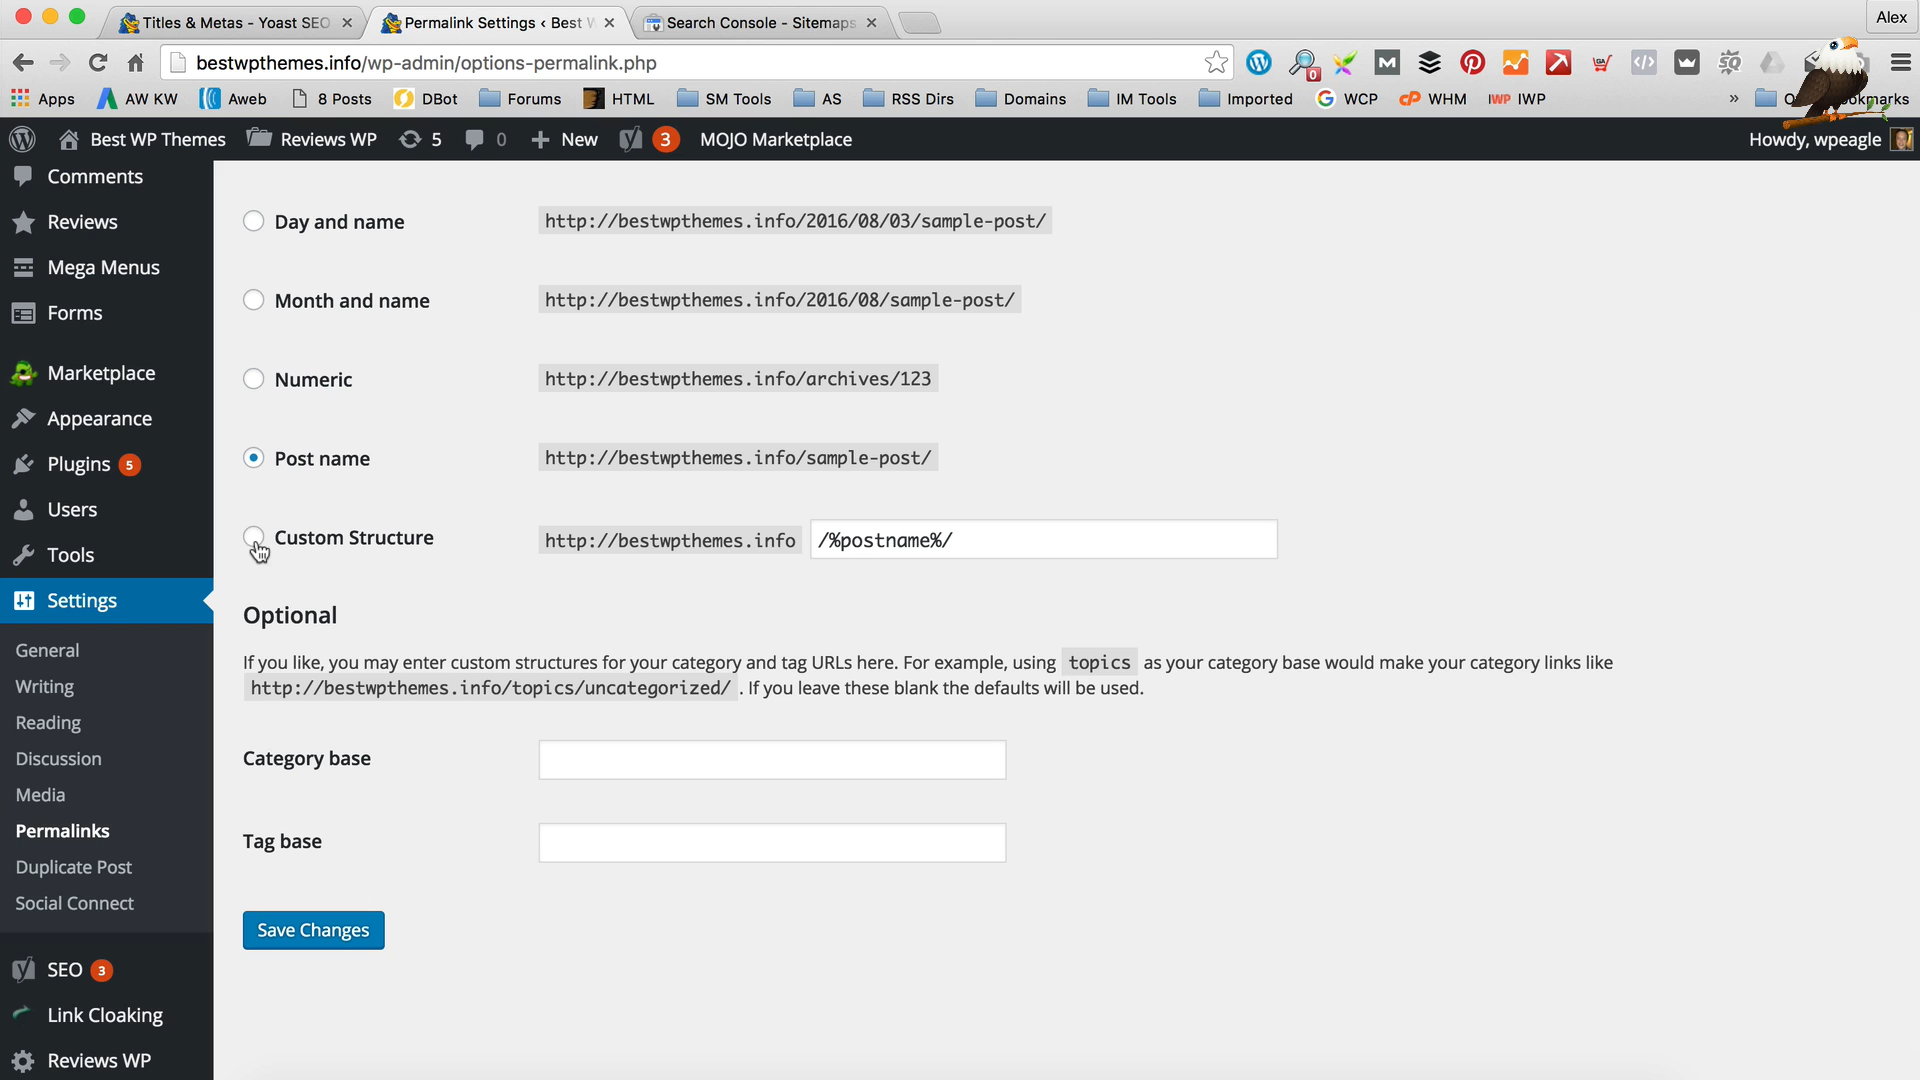 Titles & Metas - Yoast SEO
Permalink Settings ‹ Best W
Search Console - Sitemaps
Alex
bestwpthemes.info/wp-admin/options-permalink.php
0
M
GA
SQ
Apps
AW KW
Aweb
8 Posts
DBot
Forums
HTML
SM Tools
AS
RSS Dirs
Domains
IM Tools
Imported
WCP
cP WHM
IWP IWP
»
Best WP Themes
Reviews WP
5
0
New
3
MOJO Marketplace
Howdy, wpeagle
Comments
Reviews
Mega Menus
Forms
Marketplace
Appearance
Plugins 5
Users
Tools
Settings
General
Writing
Reading
Discussion
Media
Permalinks
Duplicate Post
Social Connect
SEO 3
Link Cloaking
Reviews WP
Day and name http://bestwpthemes.info/2016/08/03/sample-post/
Month and name http://bestwpthemes.info/2016/08/sample-post/
Numeric http://bestwpthemes.info/archives/123
Post name http://bestwpthemes.info/sample-post/
Custom Structure http://bestwpthemes.info /%postname%/
Optional
If you like, you may enter custom structures for your category and tag URLs here. For example, using topics as your category base would make your category links like
http://bestwpthemes.info/topics/uncategorized/ . If you leave these blank the defaults will be used.
Category base
Tag base
Save Changes